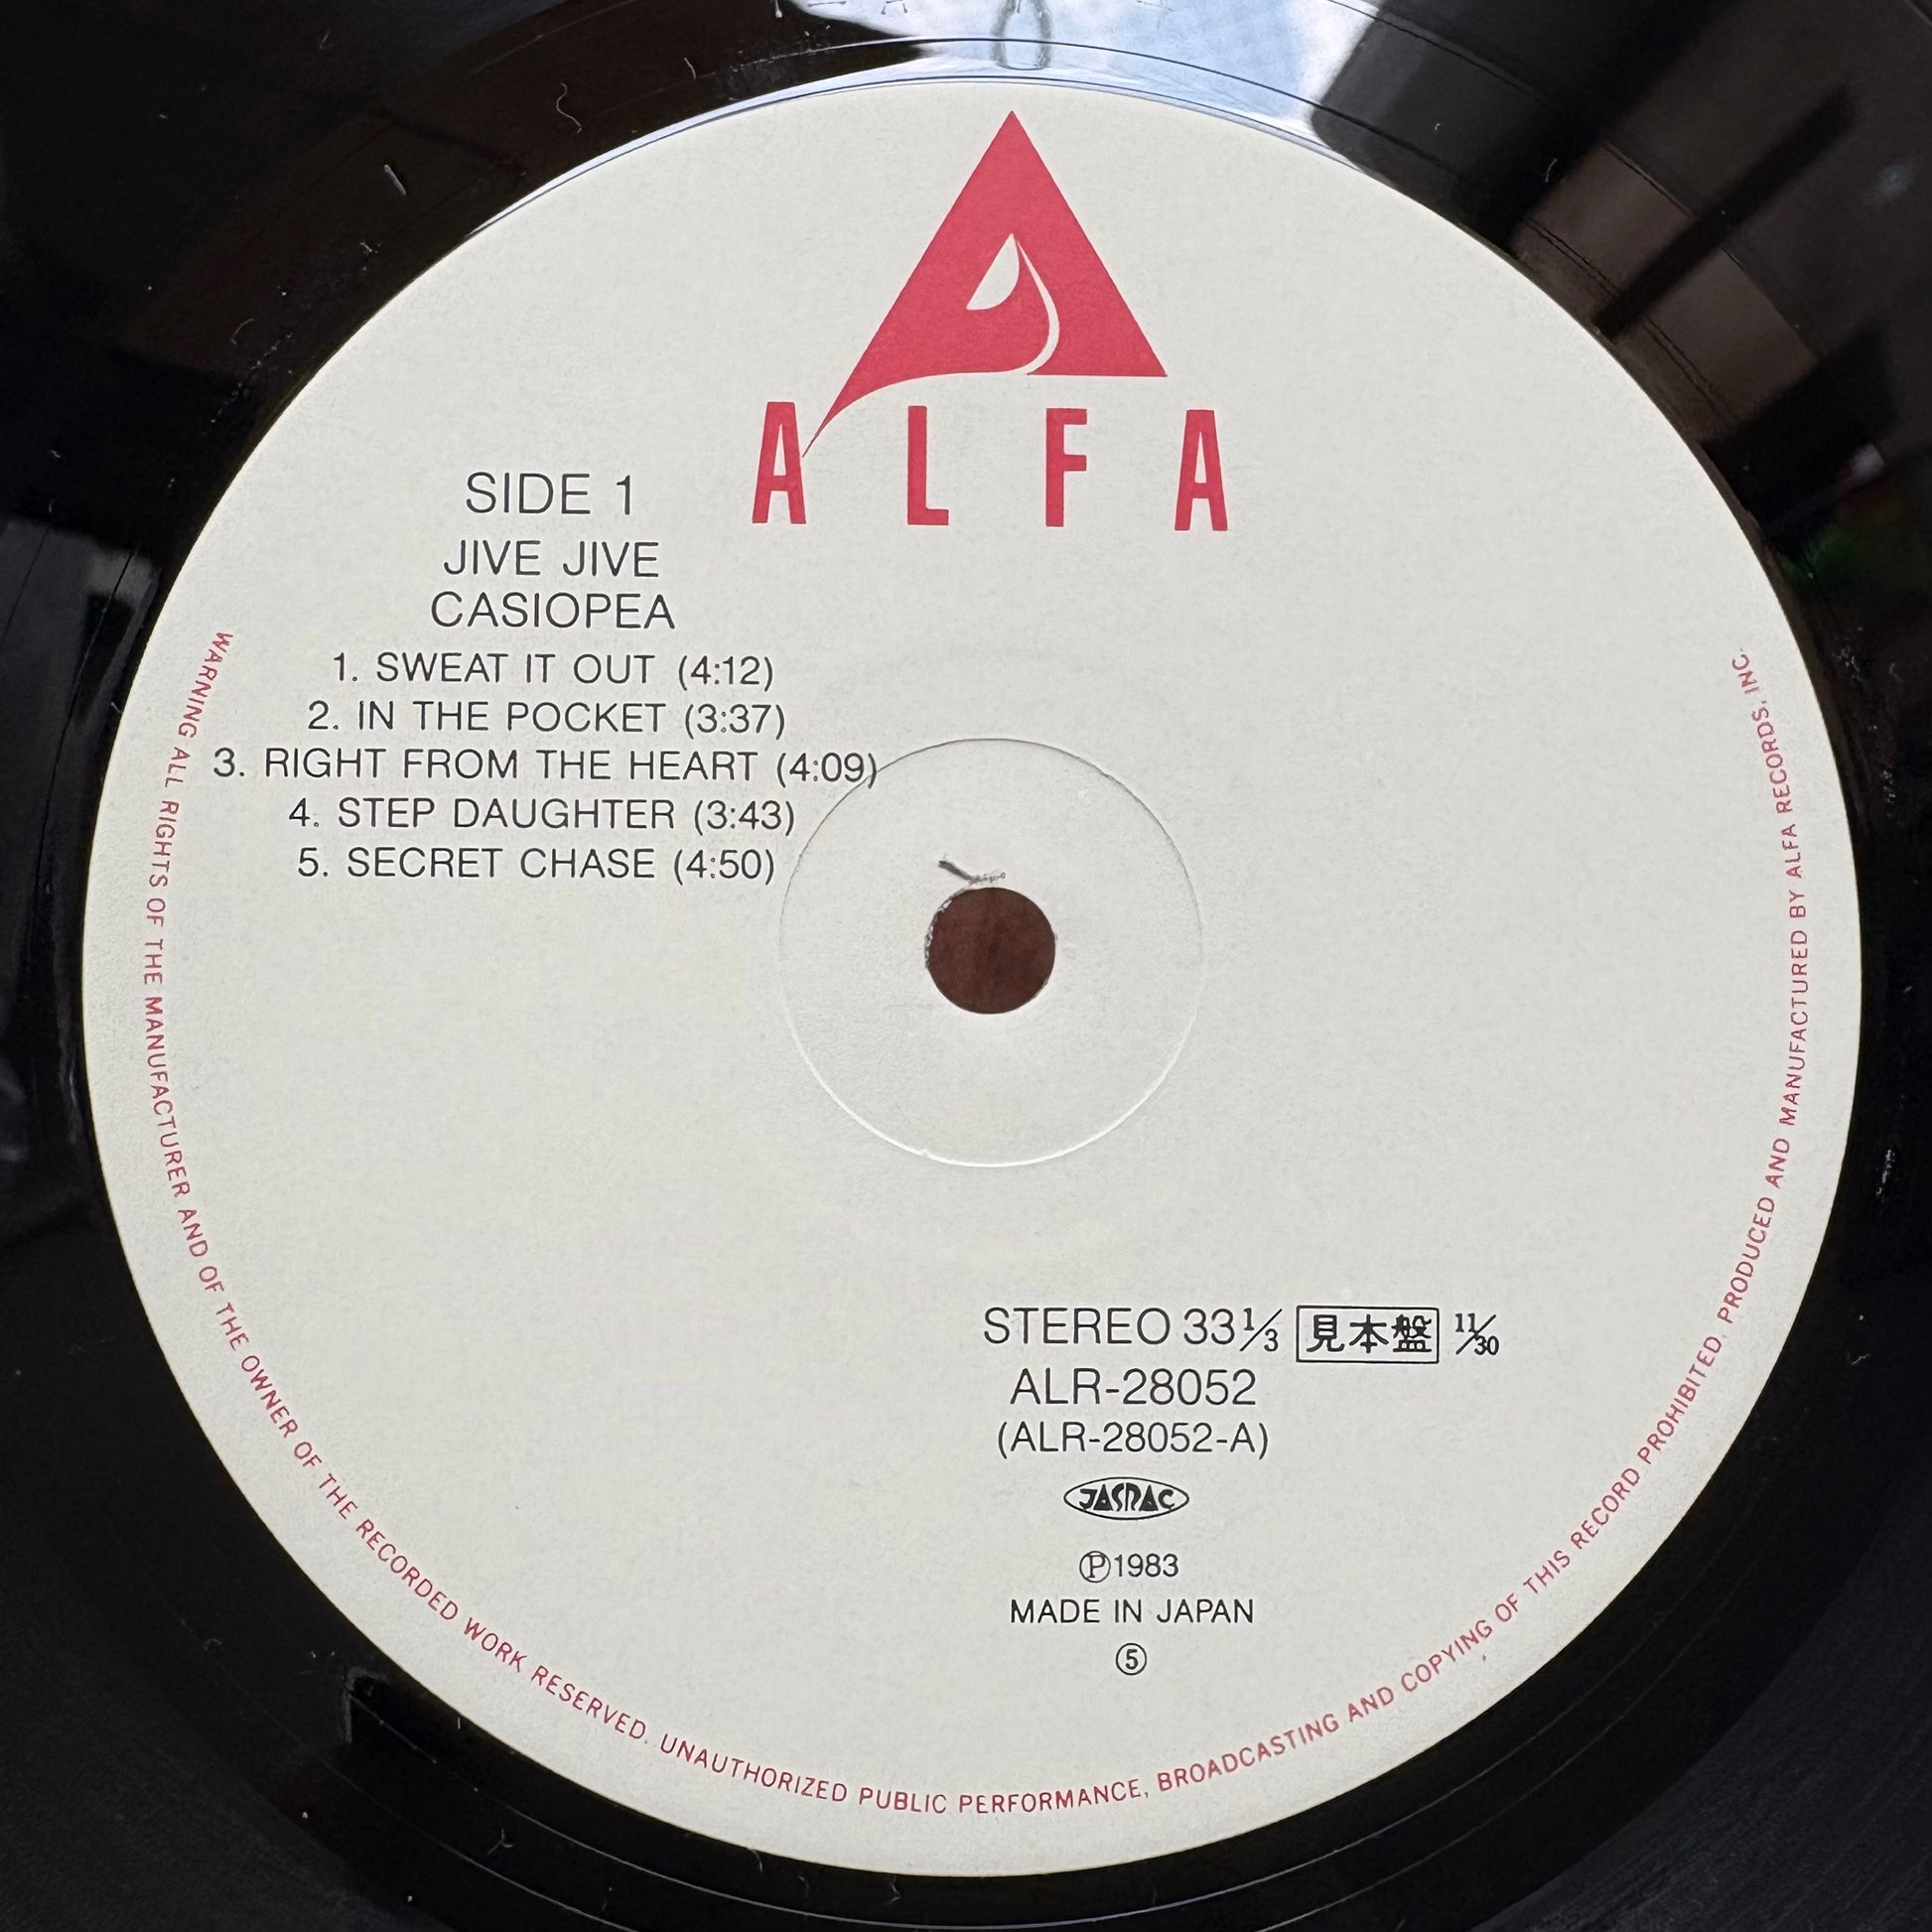 ALFA
SIDE 1
JIVE JIVE
CASIOPEA
1. SWEAT IT OUT (4:12)
2. IN THE POCKET (3:37)
3. RIGHT FROM THE HEART (4:09)
4. STEP DAUGHTER (3:43)
5. SECRET CHASE (4:50)
STEREO 33⅓ 見本盤 11/30
ALR-28052
(ALR-28052-A)
JASRAC
Ⓟ1983
MADE IN JAPAN
⑤
WARNING ALL RIGHTS OF THE MANUFACTURER AND OF THE OWNER OF THE RECORDED WORK RESERVED. UNAUTHORIZED PUBLIC PERFORMANCE, BROADCASTING AND COPYING OF THIS RECORD PROHIBITED. PRODUCED AND MANUFACTURED BY ALFA RECORDS, INC.